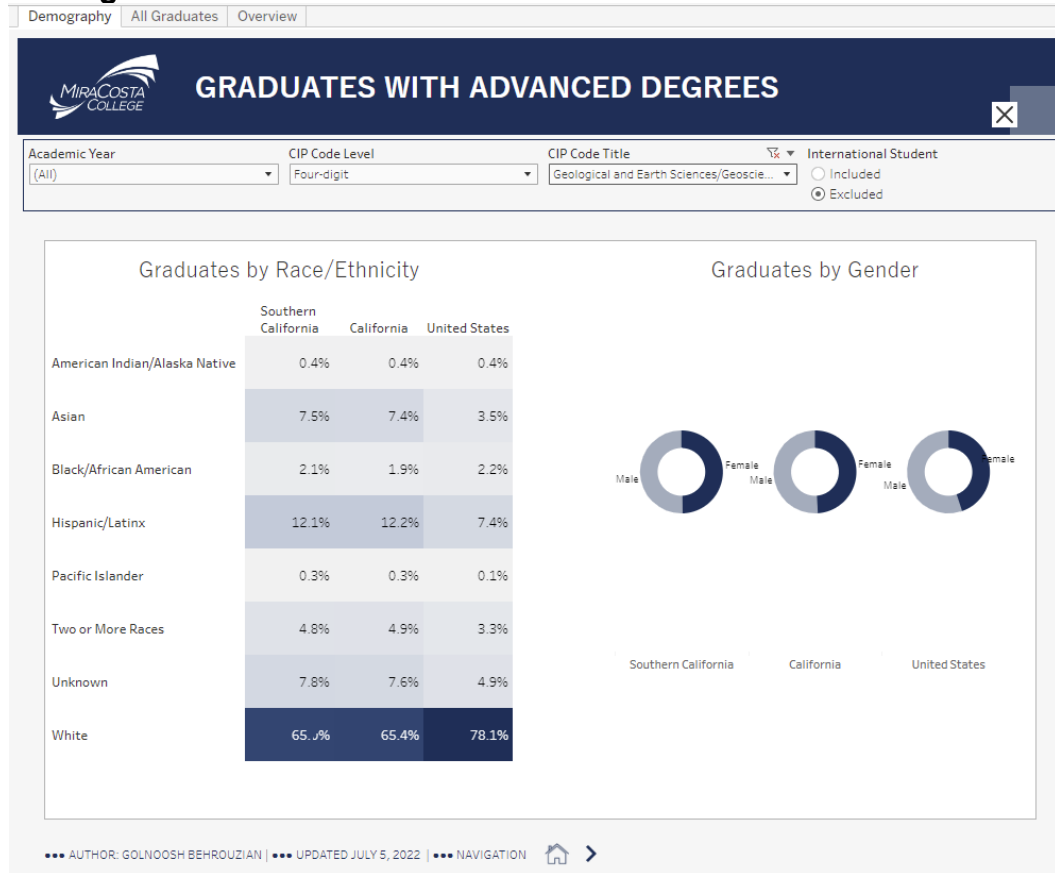 Demography All Graduates Overview
MIRACOSTA
COLLEGE
GRADUATES WITH ADVANCED DEGREES
Academic Year CIP Code Level CIP Code Title International Student
(All) Four-digit Geological and Earth Sciences/Geoscie... Included
Excluded
Graduates by Race/Ethnicity Graduates by Gender
Southern
California California United States
American Indian/Alaska Native 0.4% 0.4% 0.4%
Asian 7.5% 7.4% 3.5%
Black/African American 2.1% 1.9% 2.2%
Hispanic/Latinx 12.1% 12.2% 7.4%
Pacific Islander 0.3% 0.3% 0.1%
Two or More Races 4.8% 4.9% 3.3%
Unknown 7.8% 7.6% 4.9%
White 65.4% 78.1%
Male Female Male Female Male Female
Southern California California United States
••• AUTHOR: GOLNOOSH BEHROUZIAN | ••• UPDATED JULY 5, 2022 | ••• NAVIGATION